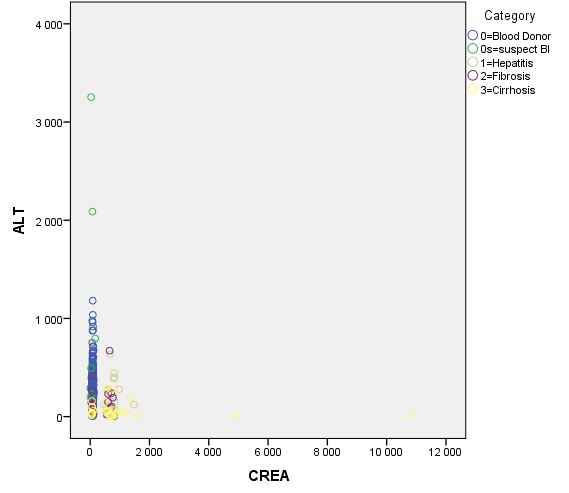 Category
0=Blood Donor
0s=suspect Bl
1=Hepatitis
2=Fibrosis
3=Cirrhosis
4 000
3 000
2 000
1 000
0
ALT
0 2 000 4 000 6 000 8 000 10 000 12 000
CREA